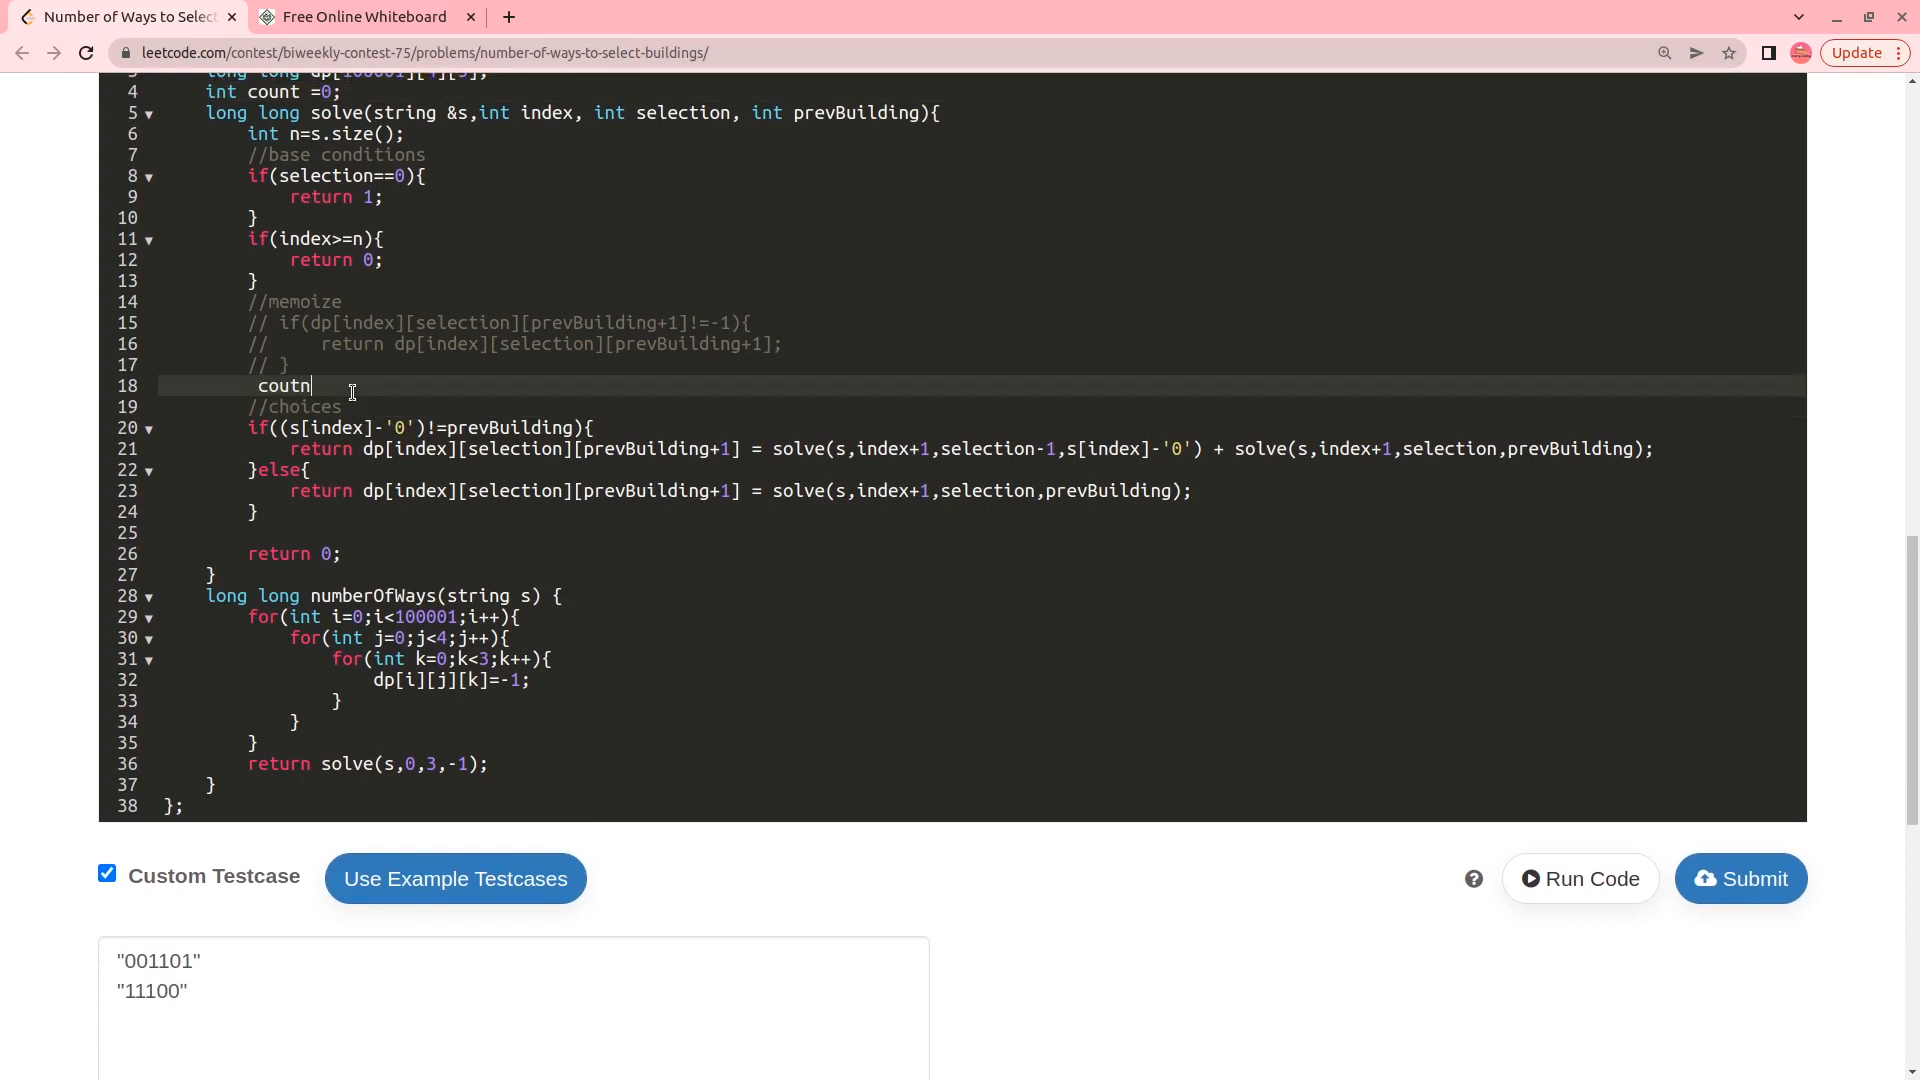 Number of Ways to Select
Free Online Whiteboard
leetcode.com/contest/biweekly-contest-75/problems/number-of-ways-to-select-buildings/
Update
3 long long dp[100001][4][3];
4 int count =0;
5 long long solve(string &s,int index, int selection, int prevBuilding){
6 int n=s.size();
7 //base conditions
8 if(selection==0){
9 return 1;
10 }
11 if(index>=n){
12 return 0;
13 }
14 //memoize
15 // if(dp[index][selection][prevBuilding+1]!=-1){
16 // return dp[index][selection][prevBuilding+1];
17 // }
18 coutn
19 //choices
20 if((s[index]-'0')!=prevBuilding){
21 return dp[index][selection][prevBuilding+1] = solve(s,index+1,selection-1,s[index]-'0') + solve(s,index+1,selection,prevBuilding);
22 }else{
23 return dp[index][selection][prevBuilding+1] = solve(s,index+1,selection,prevBuilding);
24 }
25
26 return 0;
27 }
28 long long numberOfWays(string s) {
29 for(int i=0;i<100001;i++){
30 for(int j=0;j<4;j++){
31 for(int k=0;k<3;k++){
32 dp[i][j][k]=-1;
33 }
34 }
35 }
36 return solve(s,0,3,-1);
37 }
38 };
Custom Testcase
Use Example Testcases
Run Code
Submit
"001101"
"11100"